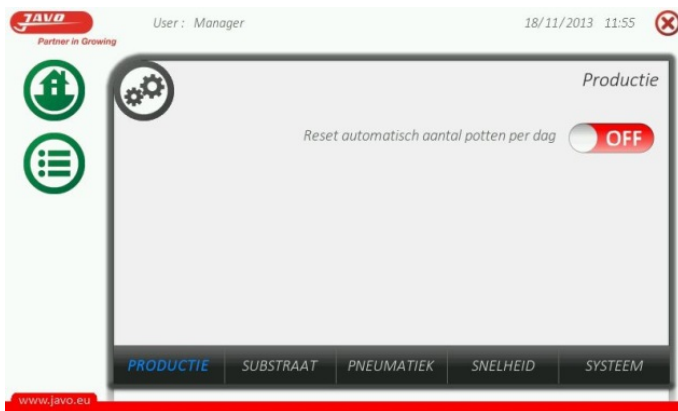 JAVO
Partner in Growing
User : Manager
18/11/2013 11:55
Productie
Reset automatisch aantal potten per dag
OFF
PRODUCTIE SUBSTRAAT PNEUMATIEK SNELHEID SYSTEEM
www.javo.eu